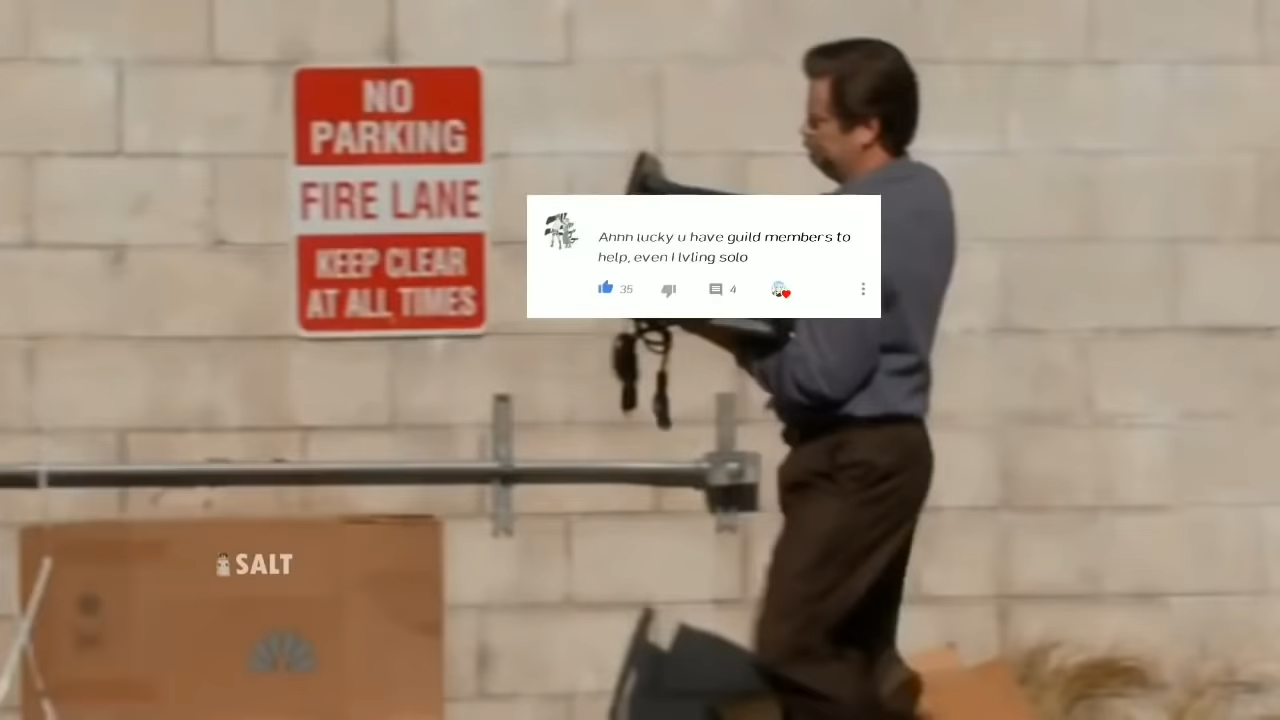 NO
PARKING
FIRE LANE
KEEP CLEAR
AT ALL TIMES
Ahhh lucky u have guild members to
help, even I lvling solo
35
4
SALT